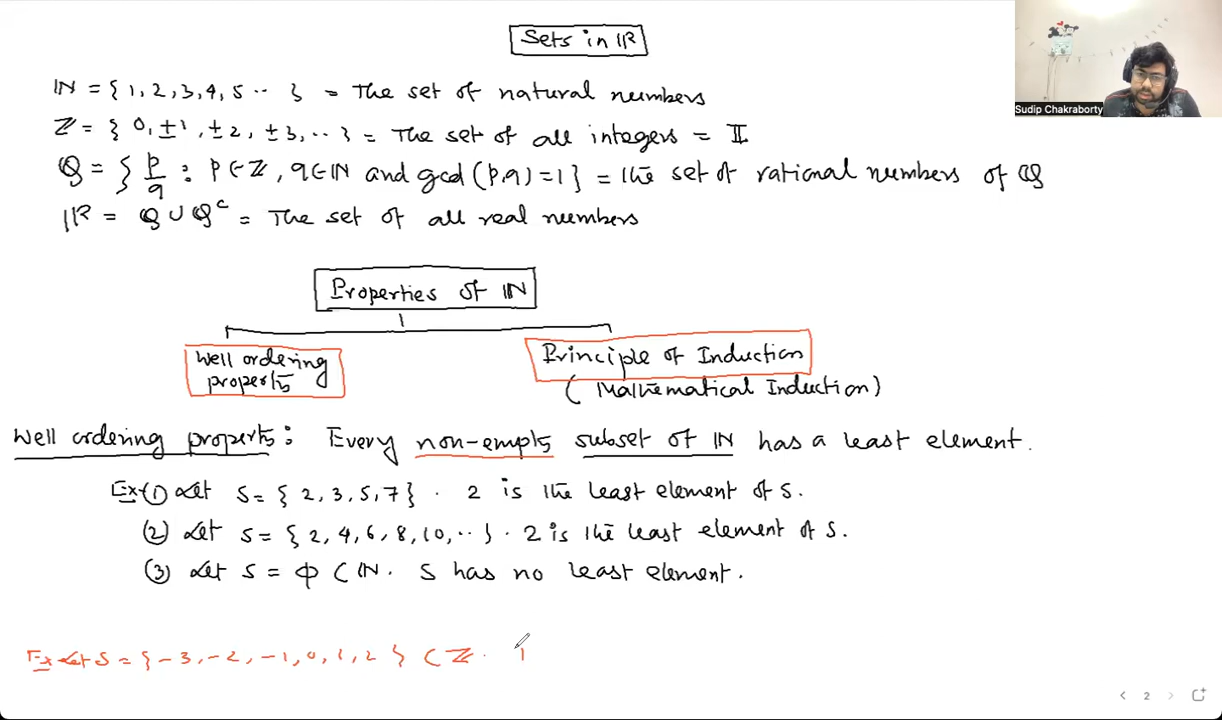 Sets in ℝ
Sudip Chakraborty
ℕ = { 1, 2, 3, 4, 5 .. } = The set of natural numbers
ℤ = { 0, ±1, ±2, ±3, .. } = The set of all integers = 𝕀
ℚ = { p/q : p ∈ ℤ, q ∈ ℕ and gcd (p, q) = 1 } = The set of rational numbers of ℚ
ℝ = ℚ ∪ ℚᶜ = The set of all real numbers
Properties of ℕ
Well ordering property
Principle of Induction
( Mathematical Induction )
Well ordering property : Every non-empty subset of ℕ has a least element.
Ex-(1) Let S = { 2, 3, 5, 7 } . 2 is the least element of S.
(2) Let S = { 2, 4, 6, 8, 10, .. } . 2 is the least element of S.
(3) Let S = ϕ ⊂ ℕ. S has no least element.
Ex Let S = { -3, -2, -1, 0, 1, 2 } ⊂ ℤ.
2